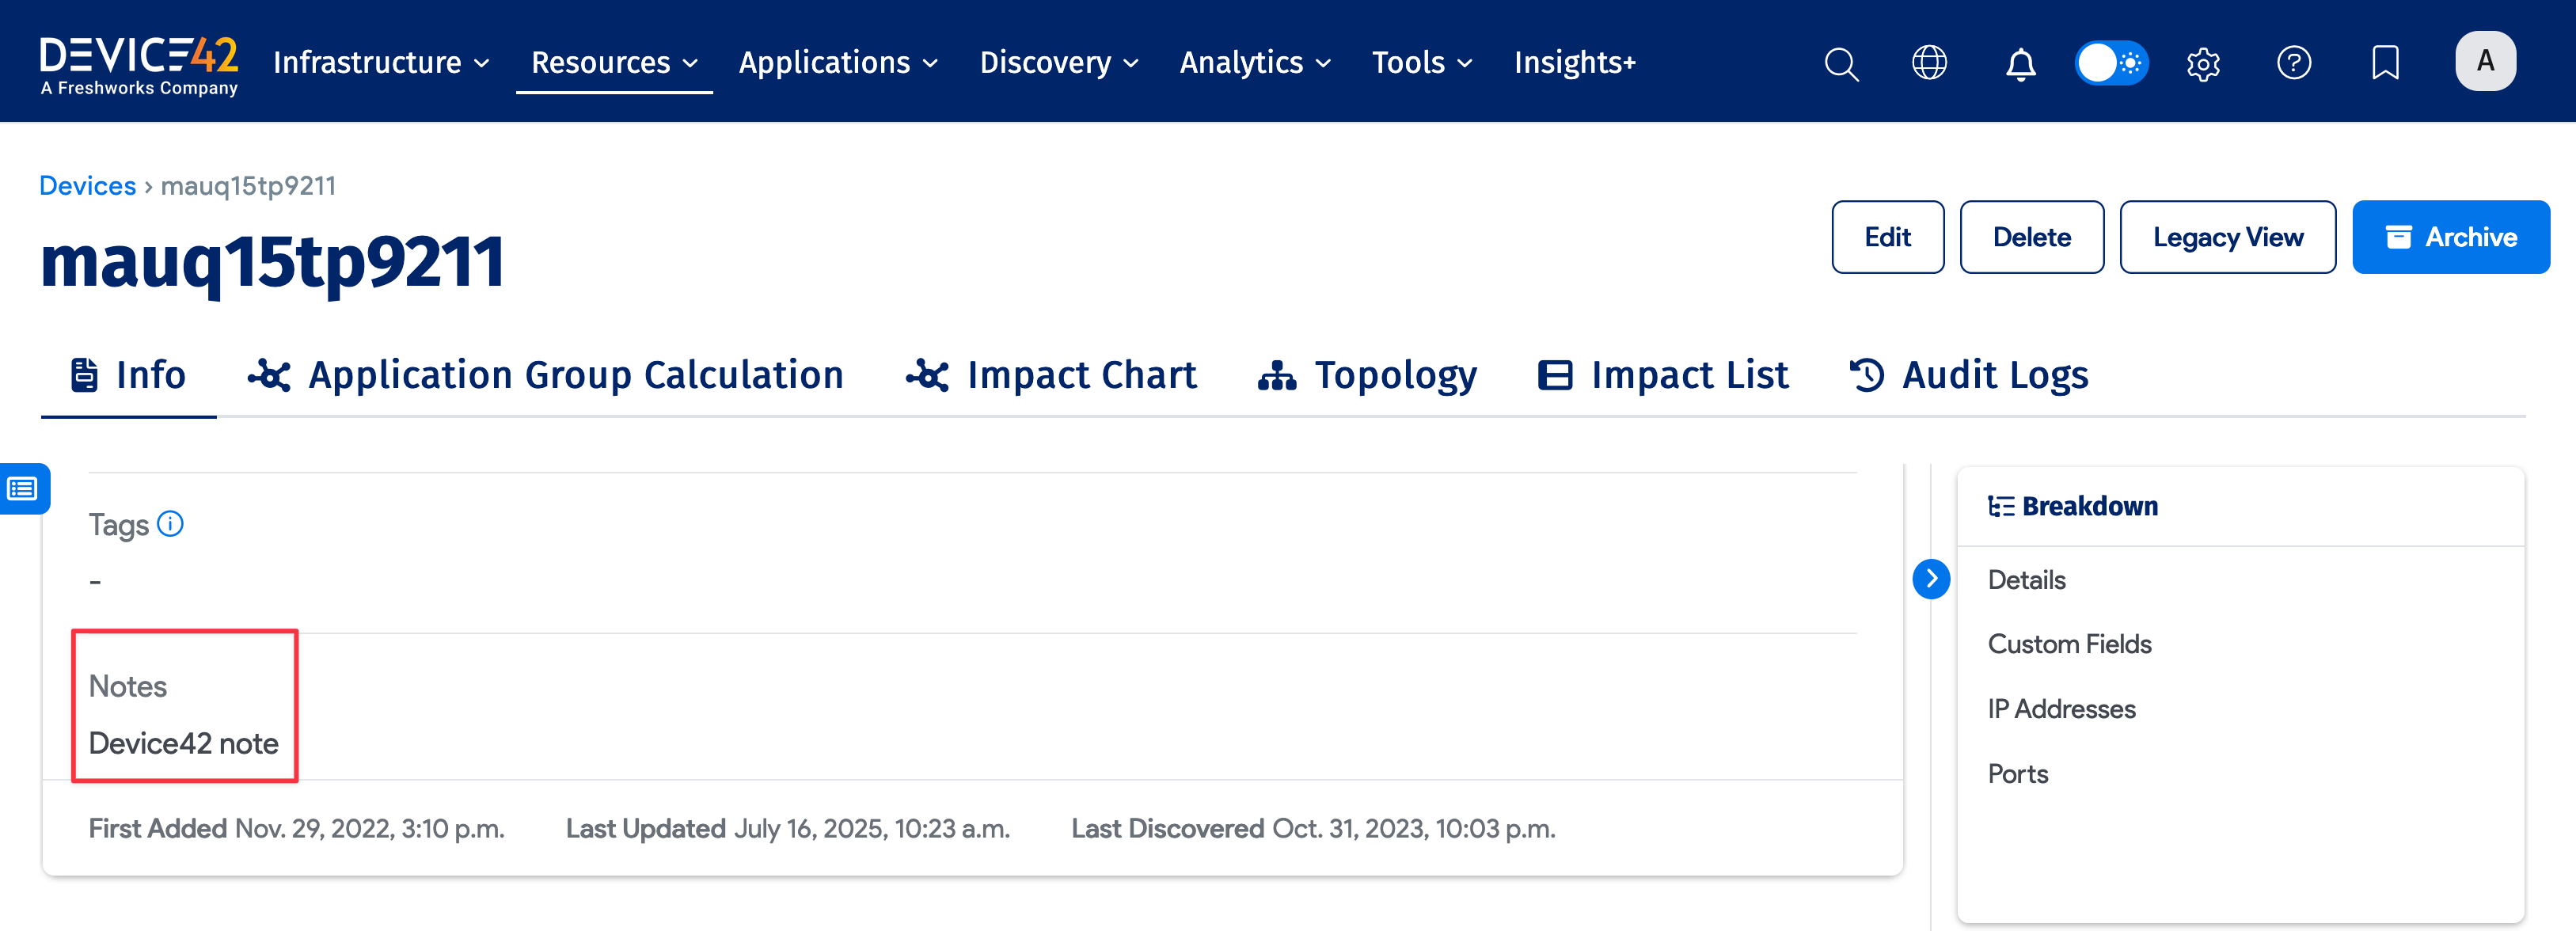 DEVICE42
A Freshworks Company
Infrastructure Resources Applications Discovery Analytics Tools Insights+
A
Devices › mauq15tp9211
mauq15tp9211
Edit Delete Legacy View Archive
Info Application Group Calculation Impact Chart Topology Impact List Audit Logs
Tags
-
Notes
Device42 note
First Added Nov. 29, 2022, 3:10 p.m. Last Updated July 16, 2025, 10:23 a.m. Last Discovered Oct. 31, 2023, 10:03 p.m.
Breakdown
Details
Custom Fields
IP Addresses
Ports